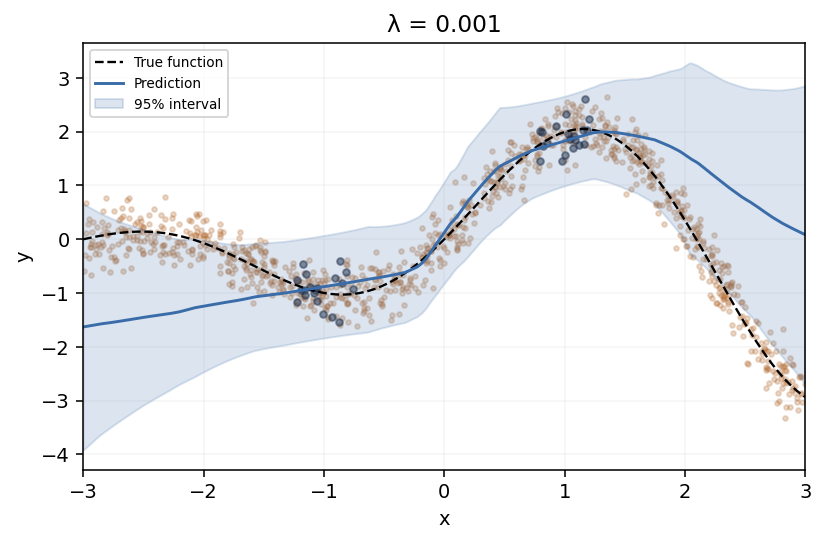 λ = 0.001
True function
Prediction
95% interval
3
2
1
0
−1
−2
−3
−4
y
−3 −2 −1 0 1 2 3
x